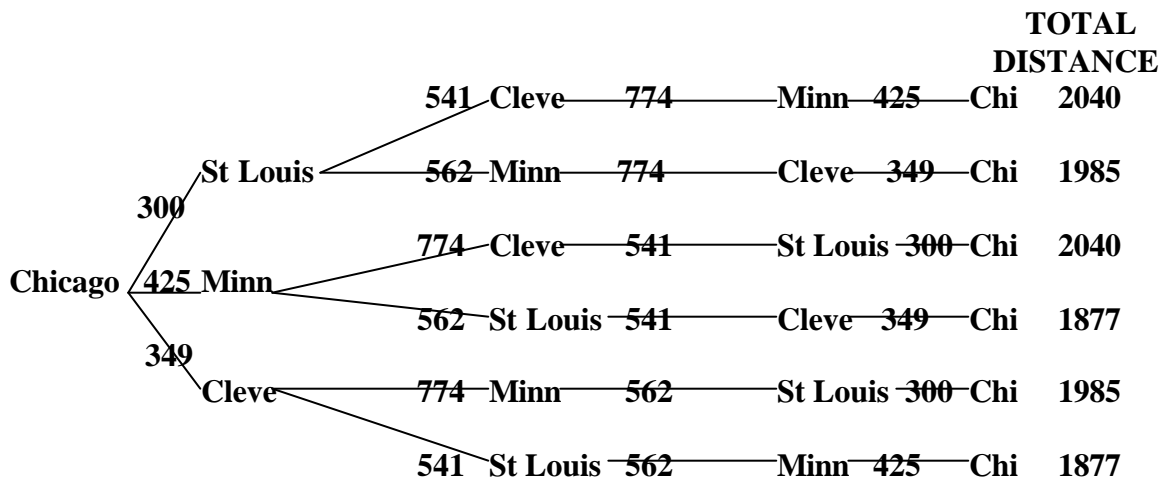 TOTAL
DISTANCE
541 Cleve 774 Minn 425 Chi 2040
St Louis 562 Minn 774 Cleve 349 Chi 1985
300
774 Cleve 541 St Louis 300 Chi 2040
Chicago 425 Minn
562 St Louis 541 Cleve 349 Chi 1877
349
Cleve 774 Minn 562 St Louis 300 Chi 1985
541 St Louis 562 Minn 425 Chi 1877